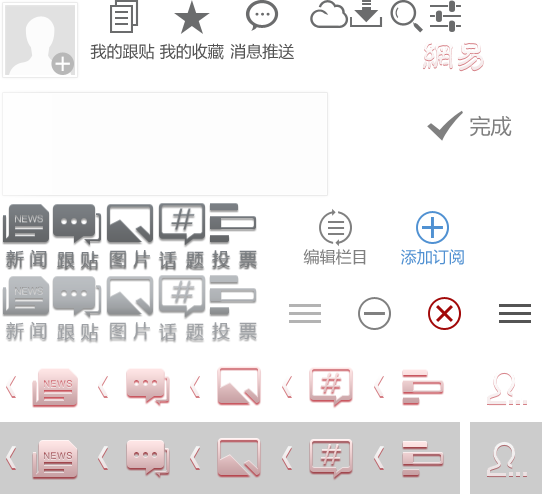 我的跟贴 我的收藏 消息推送
網易
完成
NEWS
新闻 跟贴 图片 话题 投票
编辑栏目 添加订阅
NEWS
新闻 跟贴 图片 话题 投票
NEWS
NEWS